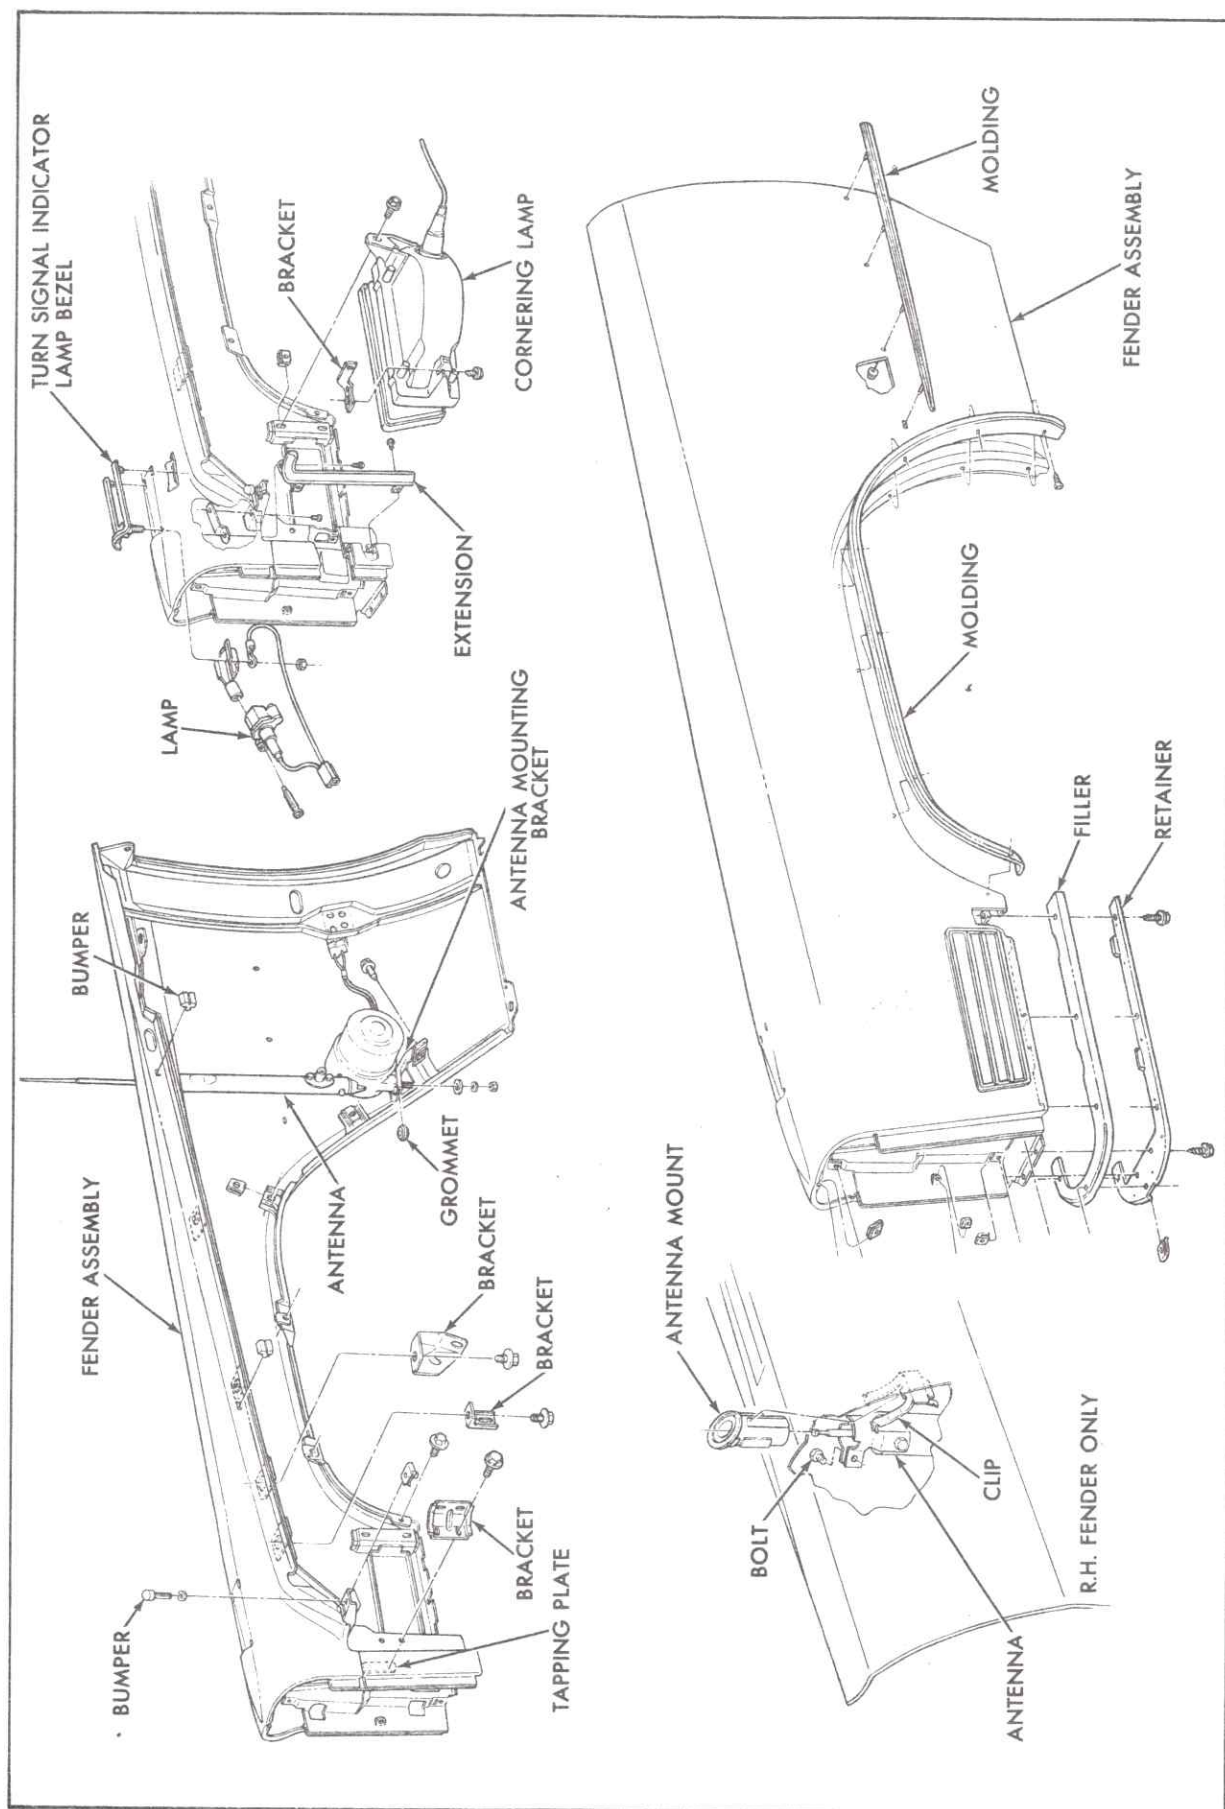 BUMPER
FENDER ASSEMBLY
BUMPER
ANTENNA
GROMMET
ANTENNA MOUNTING
BRACKET
BRACKET
BRACKET
BRACKET
TAPPING PLATE
TURN SIGNAL INDICATOR
LAMP BEZEL
LAMP
BRACKET
CORNERING LAMP
EXTENSION
ANTENNA MOUNT
BOLT
CLIP
ANTENNA
R.H. FENDER ONLY
MOLDING
FENDER ASSEMBLY
MOLDING
FILLER
RETAINER